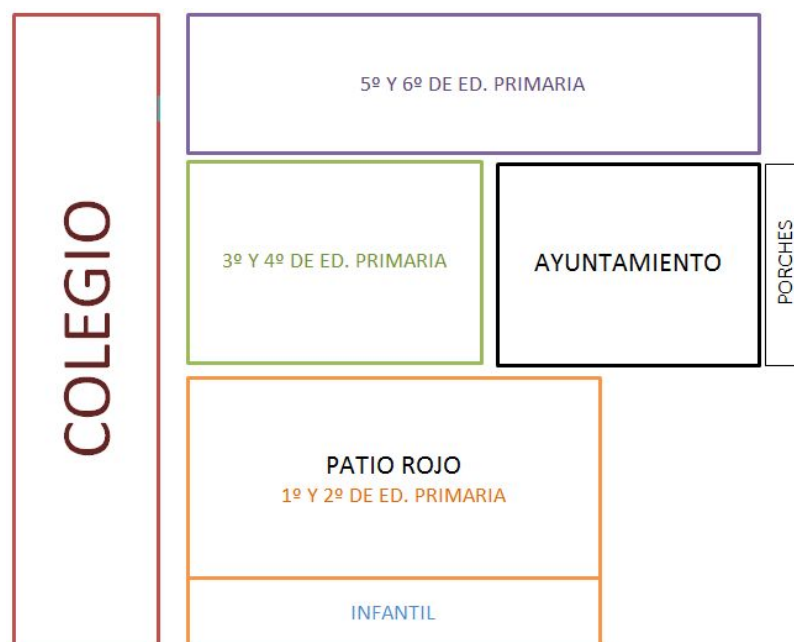 COLEGIO
5º Y 6º DE ED. PRIMARIA
3º Y 4º DE ED. PRIMARIA
AYUNTAMIENTO
PORCHES
PATIO ROJO
1º Y 2º DE ED. PRIMARIA
INFANTIL